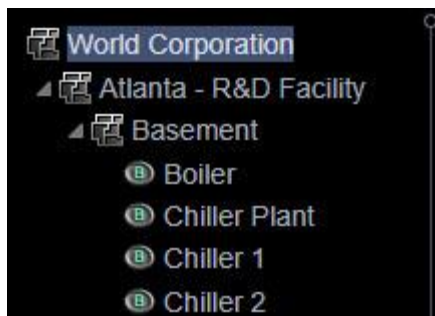 World Corporation
Atlanta - R&D Facility
Basement
B Boiler
B Chiller Plant
B Chiller 1
B Chiller 2